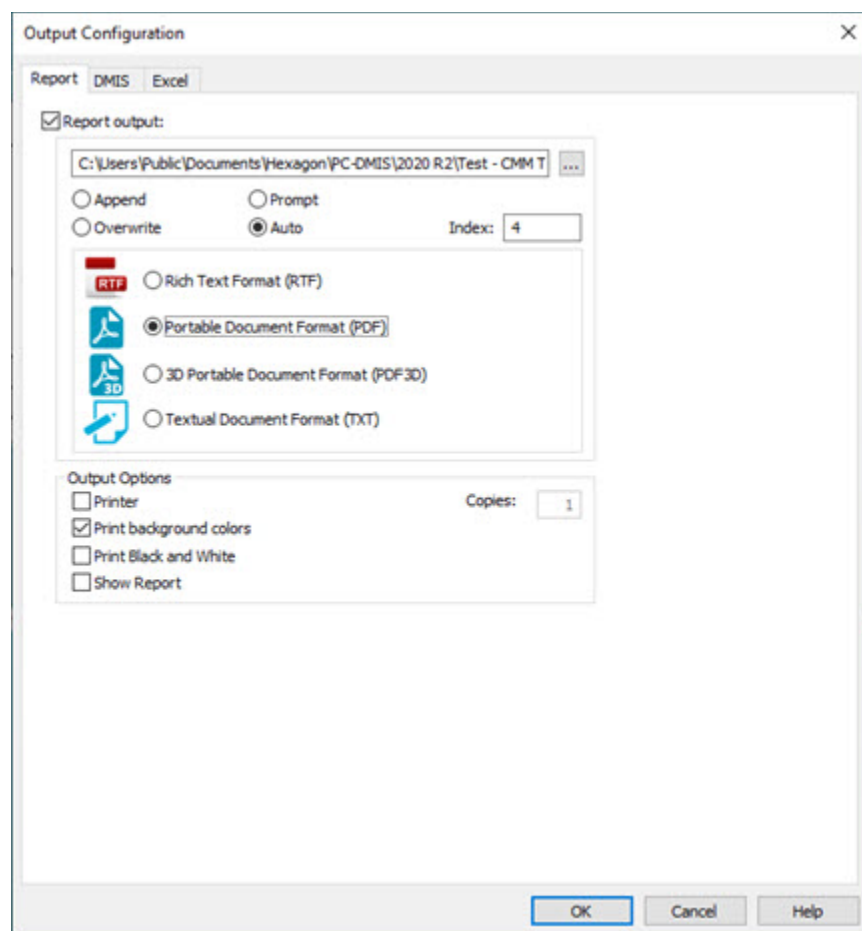 Output Configuration
Report DMIS Excel
Report output:
C:\Users\Public\Documents\Hexagon\PC-DMIS\2020 R2\Test - CMM T ...
Append Prompt
Overwrite Auto Index: 4
RTF Rich Text Format (RTF)
Portable Document Format (PDF)
3D 3D Portable Document Format (PDF3D)
Textual Document Format (TXT)
Output Options
Printer Copies: 1
Print background colors
Print Black and White
Show Report
OK Cancel Help